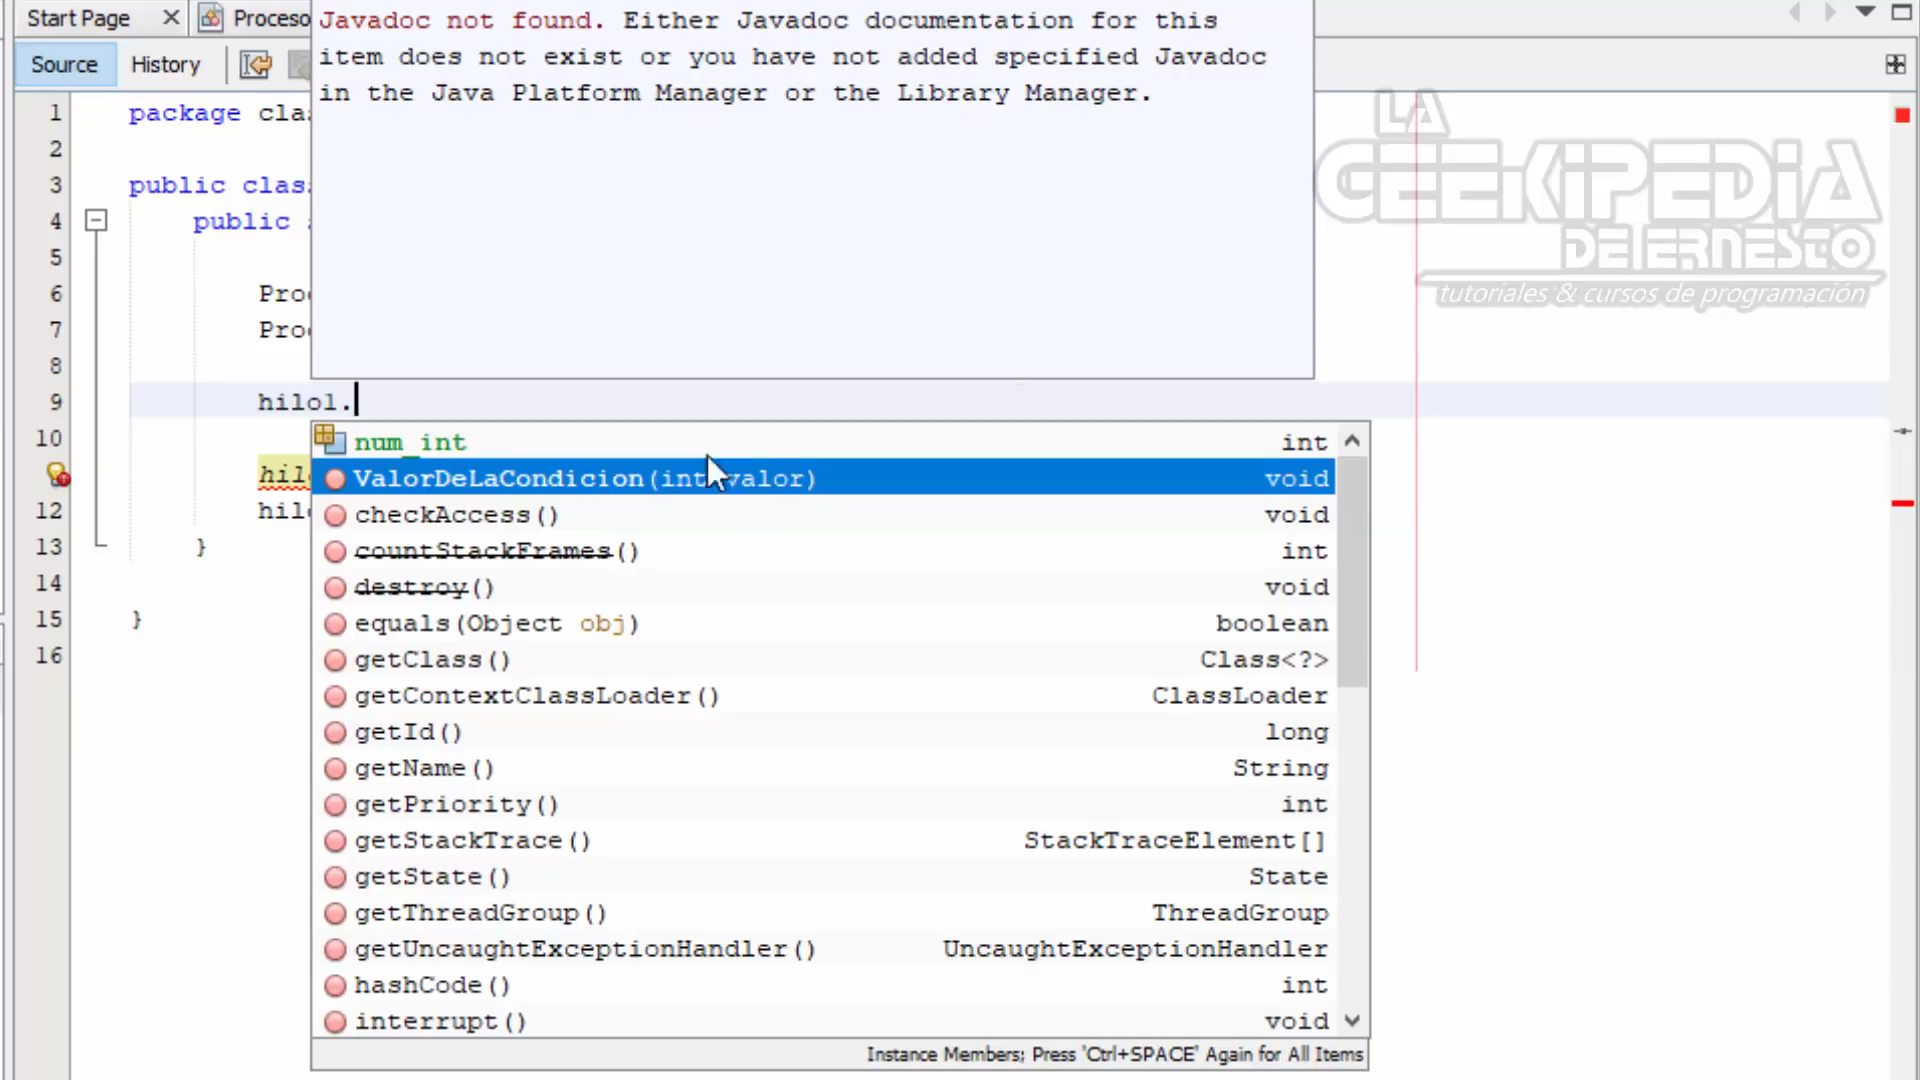 Start Page
Proceso
Javadoc not found. Either Javadoc documentation for this
item does not exist or you have not added specified Javadoc
in the Java Platform Manager or the Library Manager.
Source History
1 package clas
2
3 public clas
4 public
5
6 Proc
7 Proc
8
9 hilo1.
10
hil
12 hilo
13 }
14
15 }
16
num_int int
ValorDeLaCondicion(int valor) void
checkAccess() void
countStackFrames() int
destroy() void
equals(Object obj) boolean
getClass() Class<?>
getContextClassLoader() ClassLoader
getId() long
getName() String
getPriority() int
getStackTrace() StackTraceElement[]
getState() State
getThreadGroup() ThreadGroup
getUncaughtExceptionHandler() UncaughtExceptionHandler
hashCode() int
interrupt() void
Instance Members; Press 'Ctrl+SPACE' Again for All Items
LA
GEEKIPEDIA
DE ERNESTO
tutoriales & cursos de programación